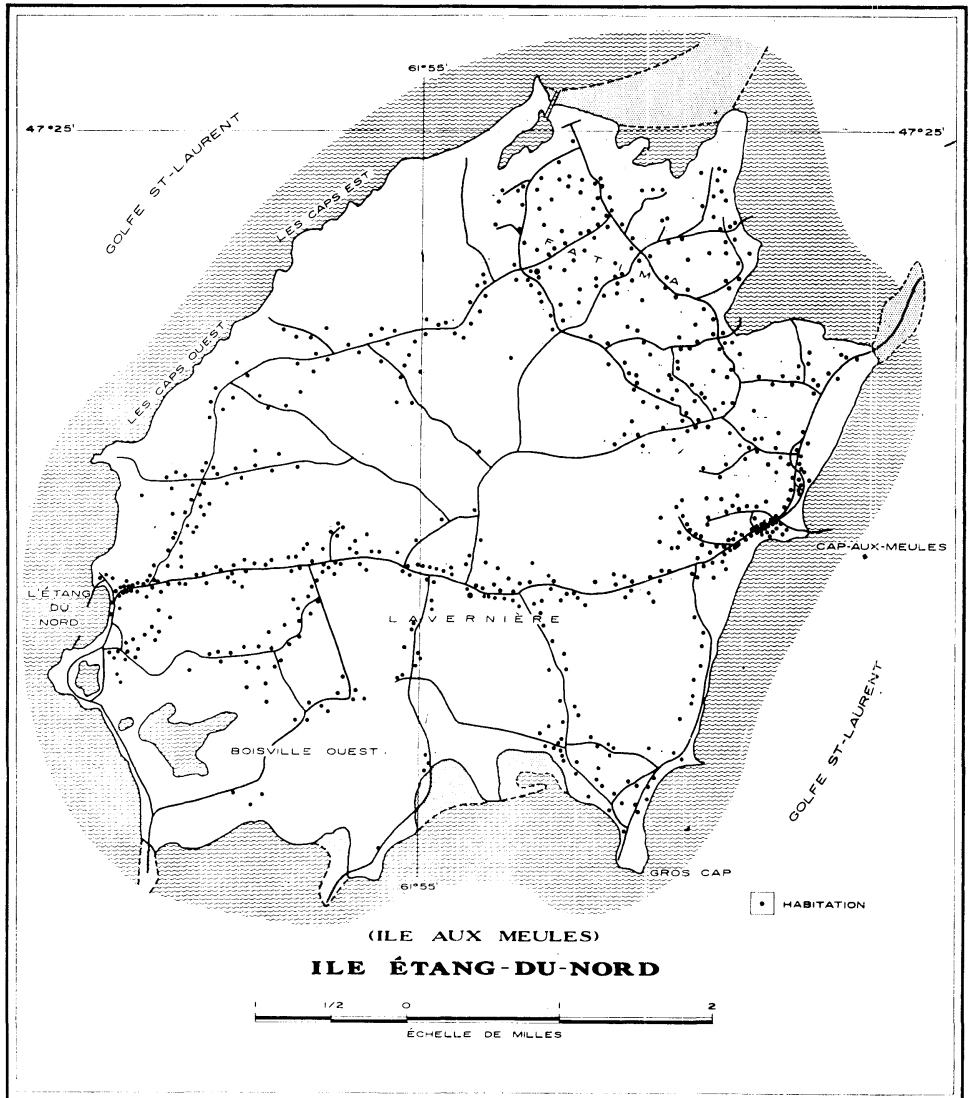 61°55'
47°25'
47°25'
GOLFE ST-LAURENT
LES CAPS EST
FATIMA
LES CAPS OUEST
CAP-AUX-MEULES
L'ÉTANG
DU
NORD
LAVERNIÈRE
BOISVILLE OUEST
GOLFE ST-LAURENT
61°55'
GROS CAP
HABITATION
(ILE AUX MEULES)
ILE ÉTANG-DU-NORD
1 1/2 0 1 2
ÉCHELLE DE MILLES